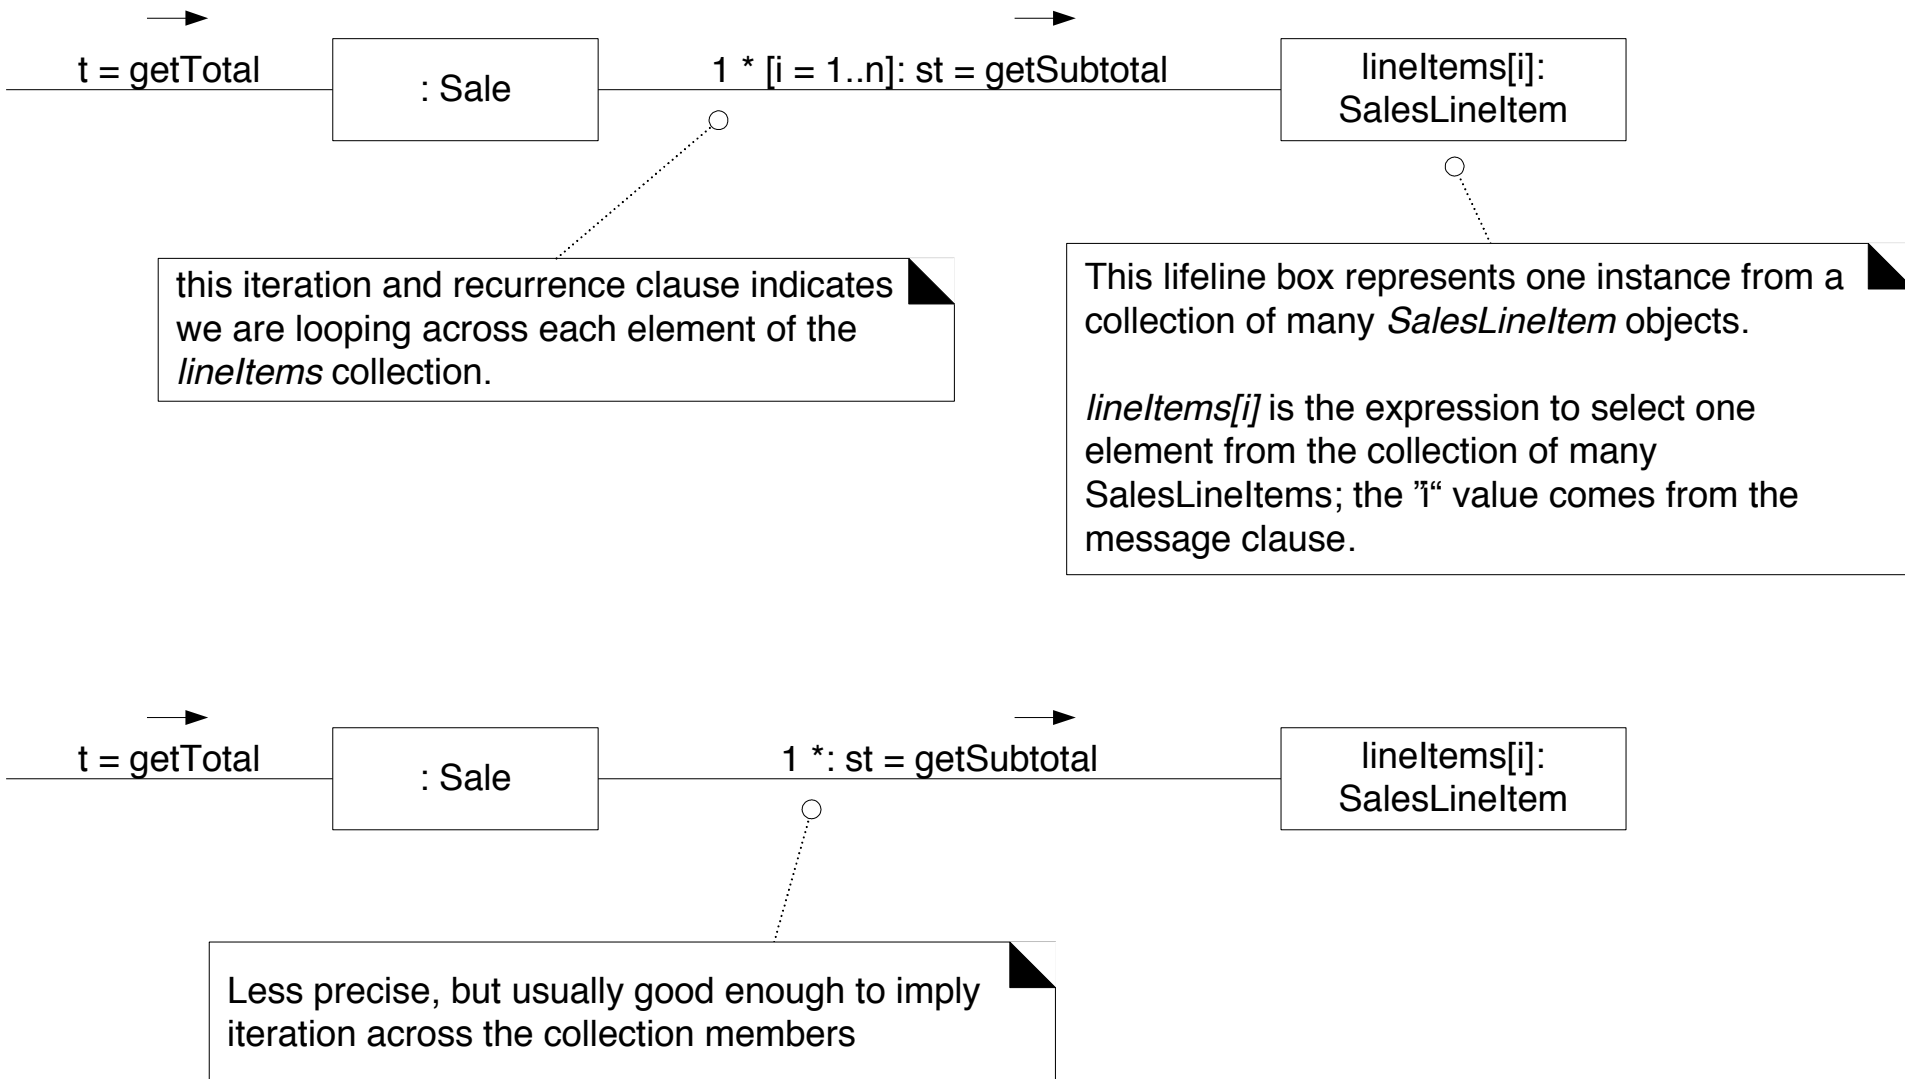 t = getTotal
: Sale
1 * [i = 1..n]: st = getSubtotal
lineItems[i]:
SalesLineItem
this iteration and recurrence clause indicates
we are looping across each element of the
lineItems collection.
This lifeline box represents one instance from a
collection of many SalesLineItem objects.
lineItems[i] is the expression to select one
element from the collection of many
SalesLineItems; the ”i“ value comes from the
message clause.
t = getTotal
: Sale
1 *: st = getSubtotal
lineItems[i]:
SalesLineItem
Less precise, but usually good enough to imply
iteration across the collection members